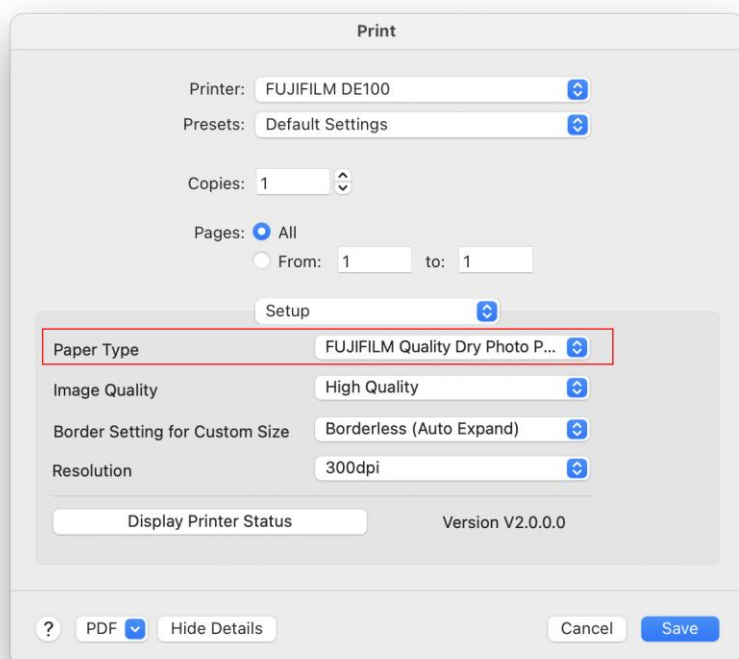 Print
Printer: FUJIFILM DE100
Presets: Default Settings
Copies: 1
Pages: All
From: 1 to: 1
Setup
Paper Type FUJIFILM Quality Dry Photo P...
Image Quality High Quality
Border Setting for Custom Size Borderless (Auto Expand)
Resolution 300dpi
Display Printer Status Version V2.0.0.0
? PDF Hide Details Cancel Save